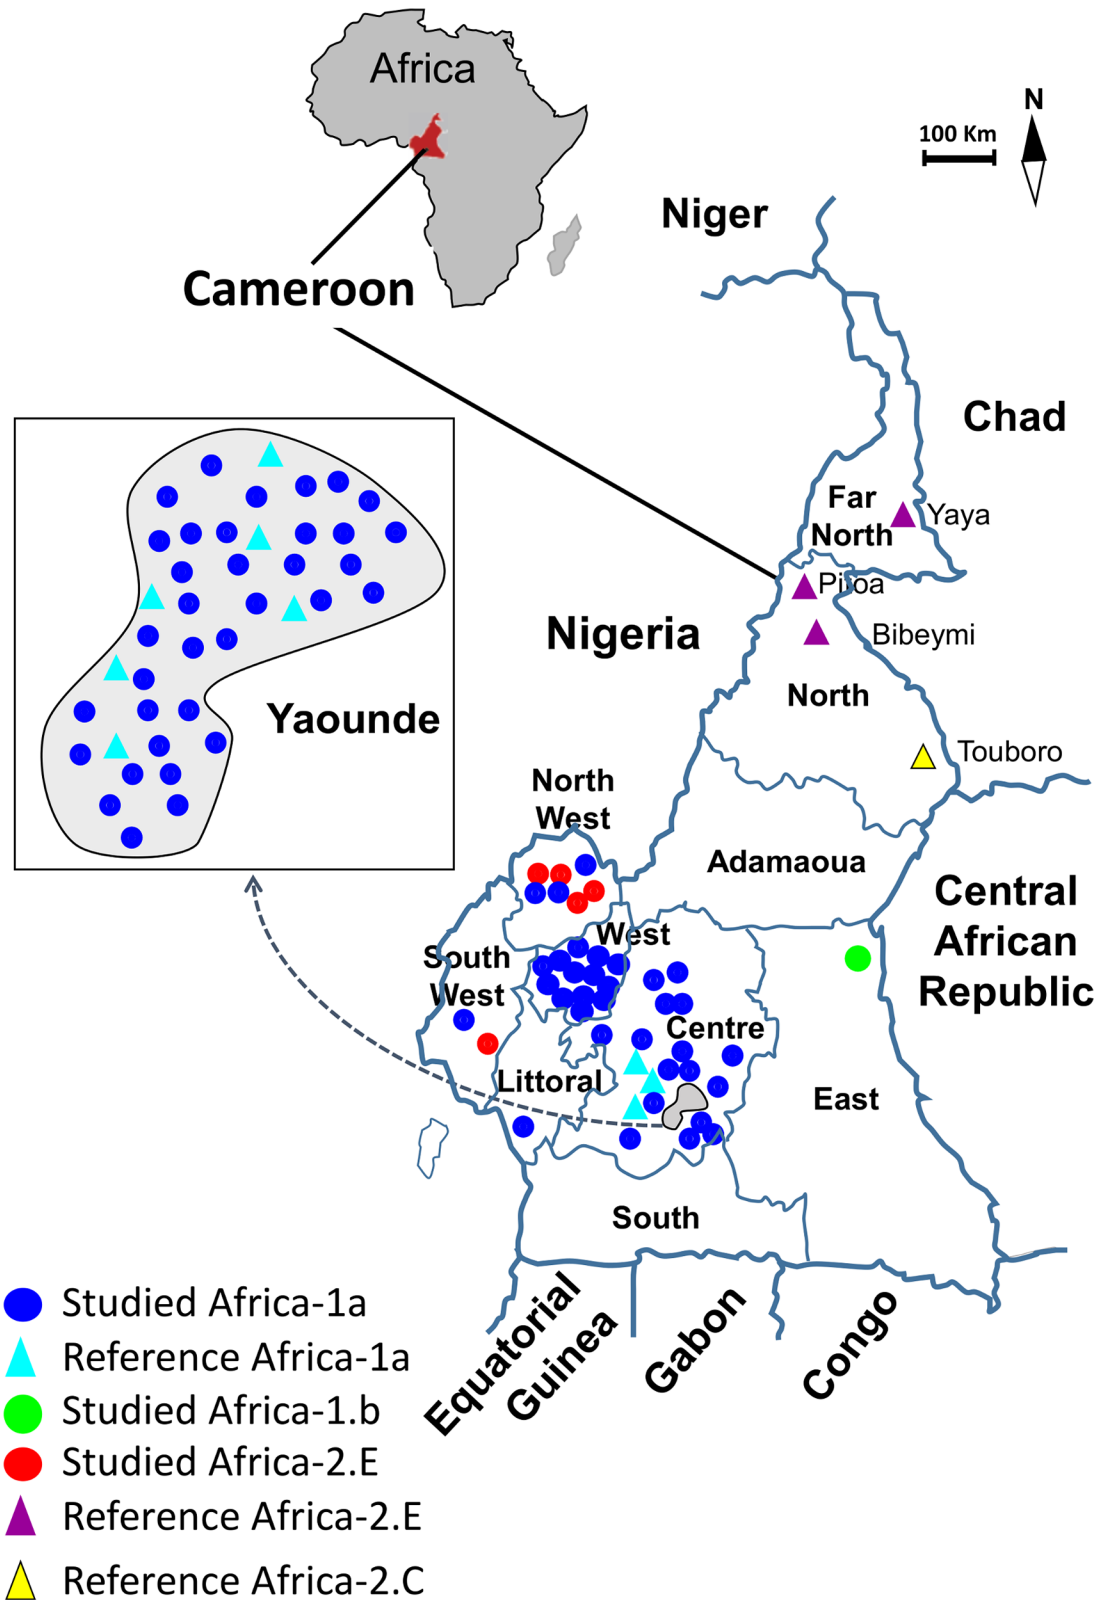 Africa
N
100 Km
Niger
Cameroon
Chad
Far
North
Yaya
Pitoa
Nigeria
Bibeymi
North
Yaounde
Touboro
North
West
Adamaoua
Central
African
Republic
West
South
West
Centre
Littoral
East
South
Equatorial
Guinea
Gabon
Congo
Studied Africa-1a
Reference Africa-1a
Studied Africa-1.b
Studied Africa-2.E
Reference Africa-2.E
Reference Africa-2.C